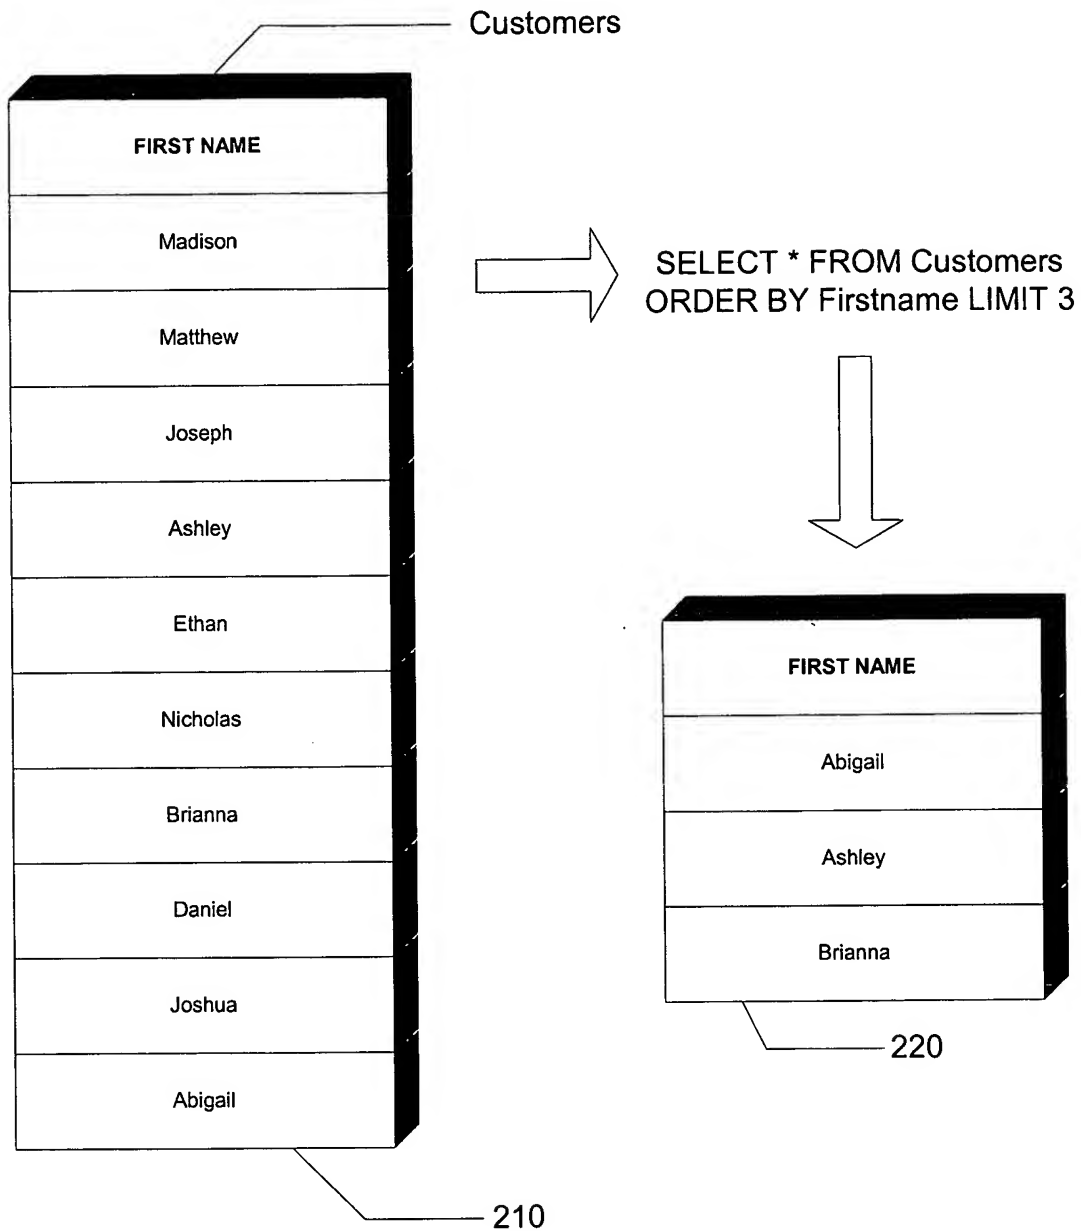 Customers
FIRST NAME
Madison
Matthew
Joseph
Ashley
Ethan
Nicholas
Brianna
Daniel
Joshua
Abigail
210
SELECT * FROM Customers
ORDER BY Firstname LIMIT 3
FIRST NAME
Abigail
Ashley
Brianna
220